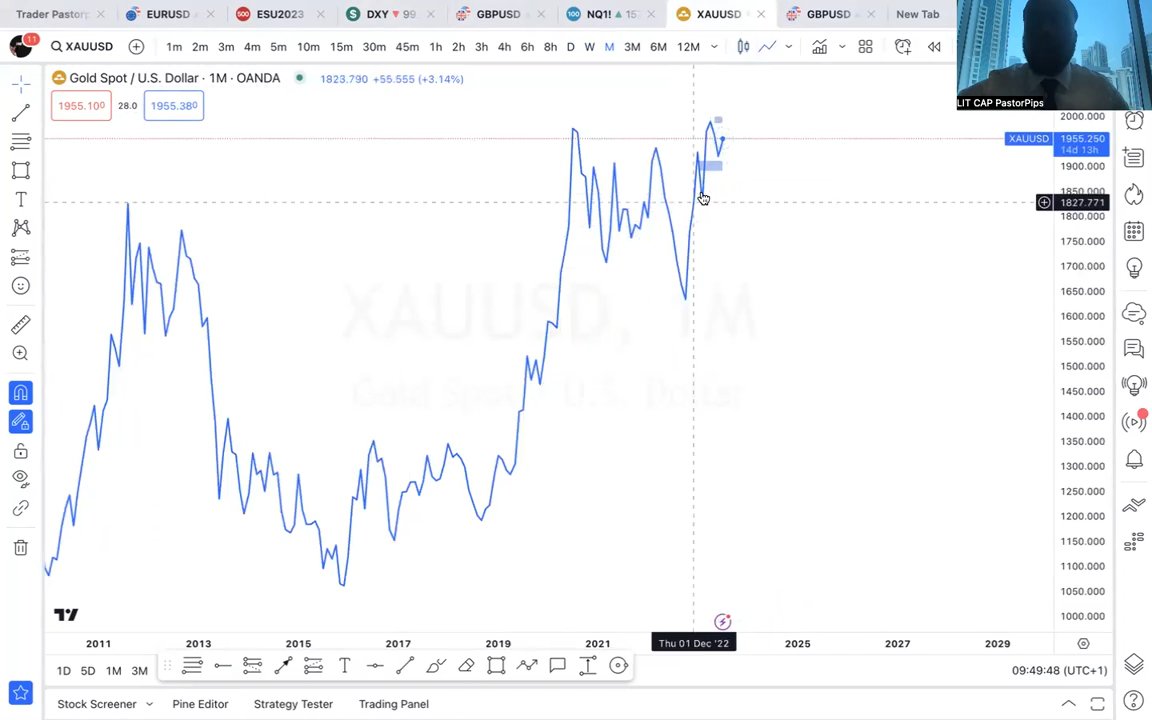 Trader Pastor
EURUSD
ESU2023
DXY ▼ 99
GBPUSD
NQ1! ▲ 157
XAUUSD
GBPUSD
New Tab
11
XAUUSD
1m 2m 3m 4m 5m 10m 15m 30m 45m 1h 2h 3h 4h 6h 8h D W M 3M 6M 12M
LIT CAP PastorPips
Gold Spot / U.S. Dollar · 1M · OANDA
1823.790 +55.555 (+3.14%)
1955.100
28.0
1955.380
2000.000
XAUUSD
1955.250
14d 13h
1900.000
1850.000
1827.771
1800.000
1750.000
1700.000
1650.000
1600.000
1550.000
1500.000
1450.000
1400.000
1350.000
1300.000
1250.000
1200.000
1150.000
1100.000
1050.000
1000.000
XAUUSD, 1M
Gold Spot / U.S. Dollar
2011 2013 2015 2017 2019 2021 Thu 01 Dec '22 2025 2027 2029
1D 5D 1M 3M
09:49:48 (UTC+1)
Stock Screener Pine Editor Strategy Tester Trading Panel